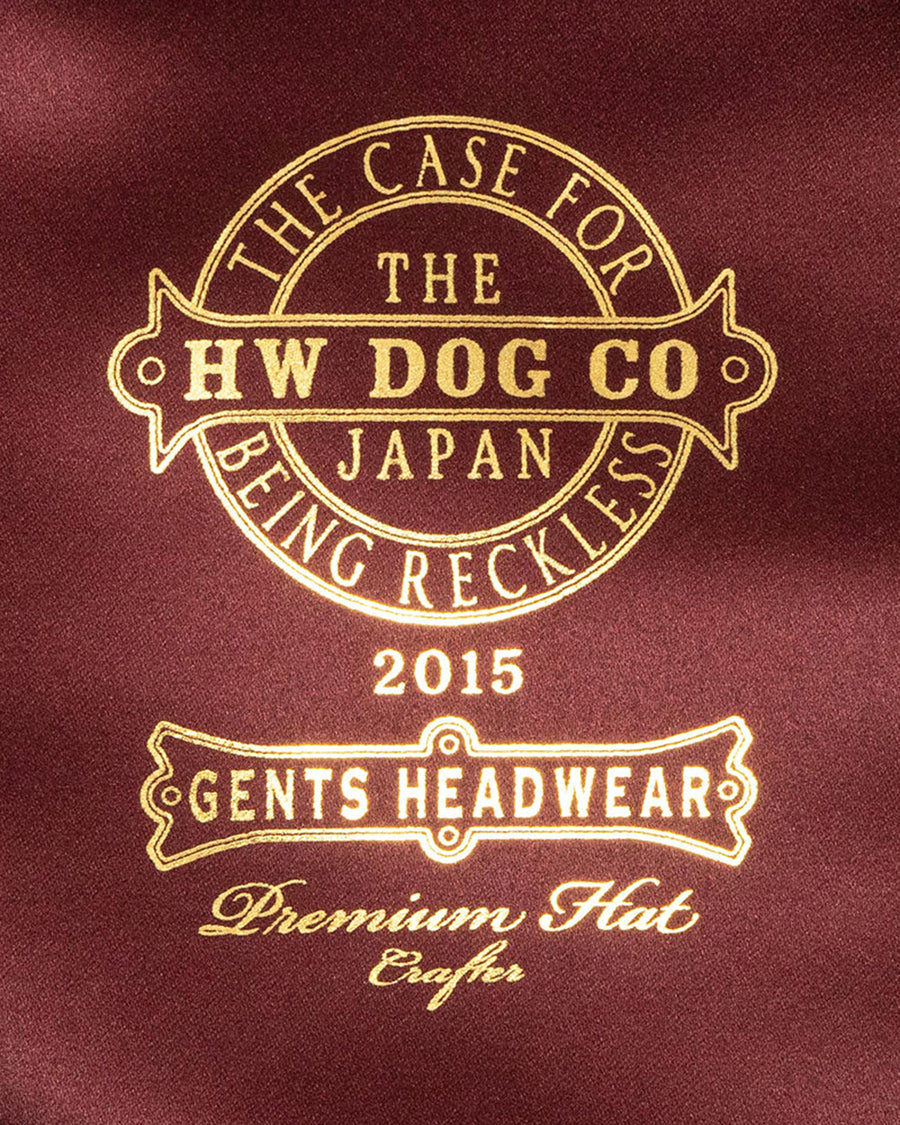 THE CASE FOR
THE
HW DOG CO
JAPAN
BEING RECKLESS
2015
GENTS HEADWEAR
Premium Hat
Crafter